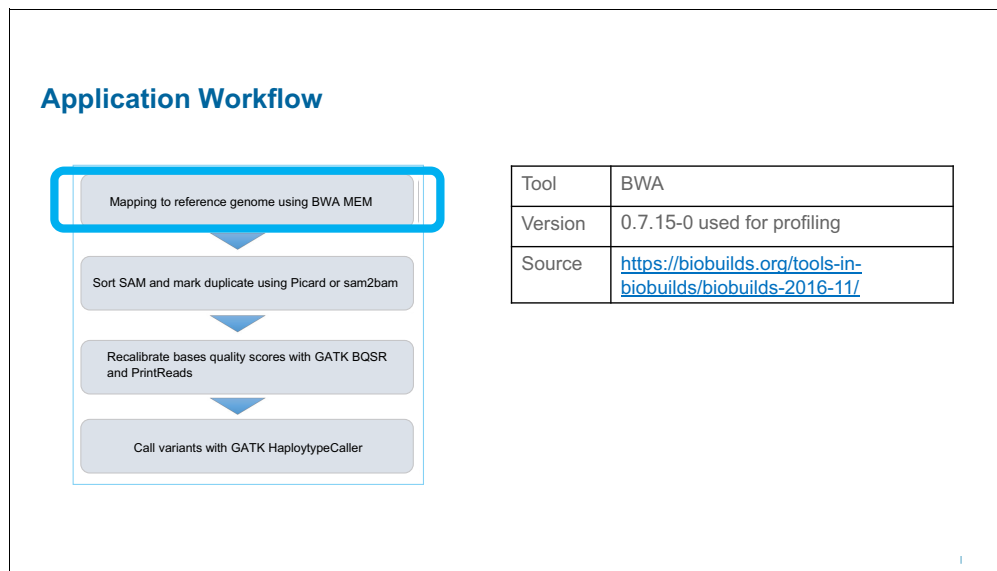 Application Workflow
Mapping to reference genome using BWA MEM
Sort SAM and mark duplicate using Picard or sam2bam
Recalibrate bases quality scores with GATK BQSR
and PrintReads
Call variants with GATK HaploytypeCaller
Tool BWA
Version 0.7.15-0 used for profiling
Source https://biobuilds.org/tools-in-
biobuilds/biobuilds-2016-11/